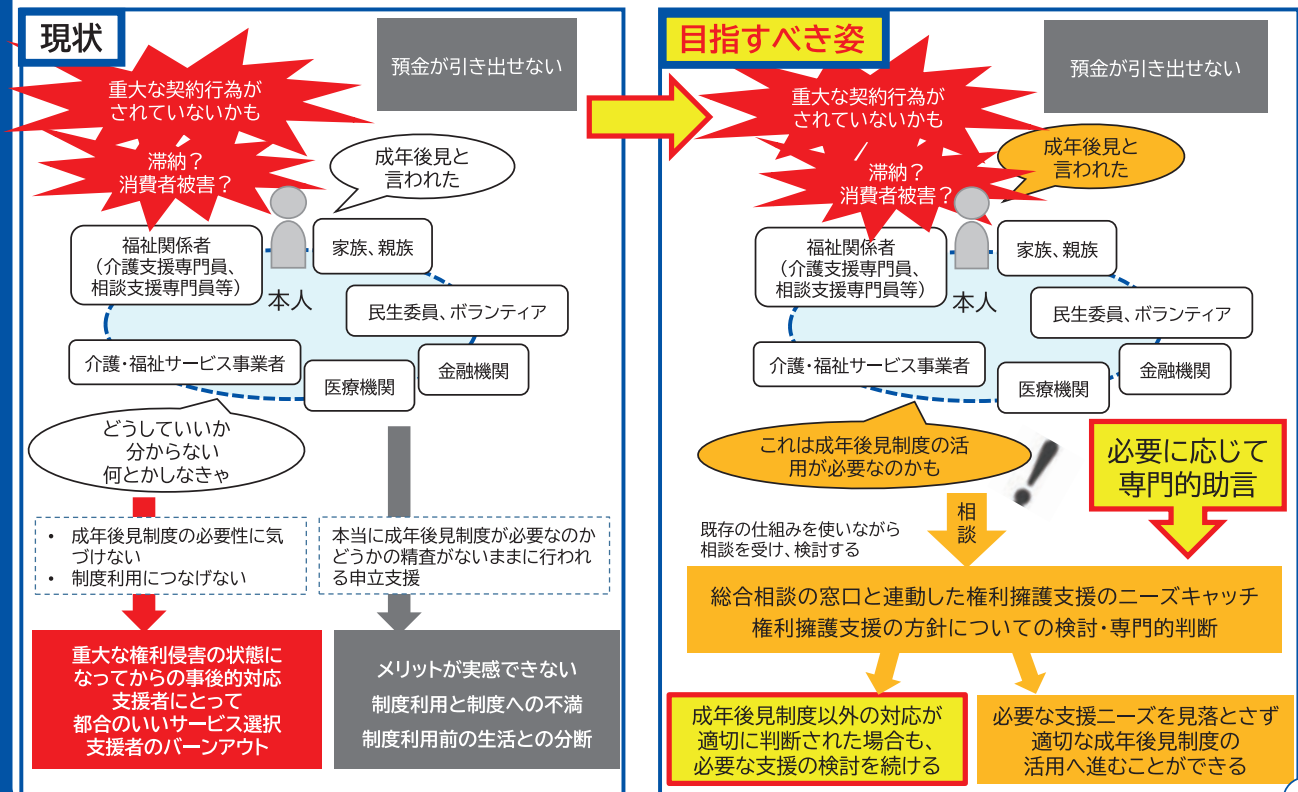 現状
預金が引き出せない
重大な契約行為が
されていないかも
滞納？
消費者被害？
成年後見と
言われた
福祉関係者
（介護支援専門員、
相談支援専門員等）
家族、親族
本人
民生委員、ボランティア
介護・福祉サービス事業者
金融機関
医療機関
どうしていいか
分からない
何とかしなきゃ
• 成年後見制度の必要性に気
づけない
• 制度利用につなげない
本当に成年後見制度が必要なのか
どうかの精査がないままに行われ
る申立支援
重大な権利侵害の状態に
なってからの事後的対応
支援者にとって
都合のいいサービス選択
支援者のバーンアウト
メリットが実感できない
制度利用と制度への不満
制度利用前の生活との分断
目指すべき姿
預金が引き出せない
重大な契約行為が
されていないかも
滞納？
消費者被害？
成年後見と
言われた
福祉関係者
（介護支援専門員、
相談支援専門員等）
家族、親族
本人
民生委員、ボランティア
介護・福祉サービス事業者
金融機関
医療機関
これは成年後見制度の活
用が必要なのかも
！
必要に応じて
専門的助言
相
談
既存の仕組みを使いながら
相談を受け、検討する
総合相談の窓口と連動した権利擁護支援のニーズキャッチ
権利擁護支援の方針についての検討・専門的判断
成年後見制度以外の対応が
適切に判断された場合も、
必要な支援の検討を続ける
必要な支援ニーズを見落とさず
適切な成年後見制度の
活用へ進むことができる